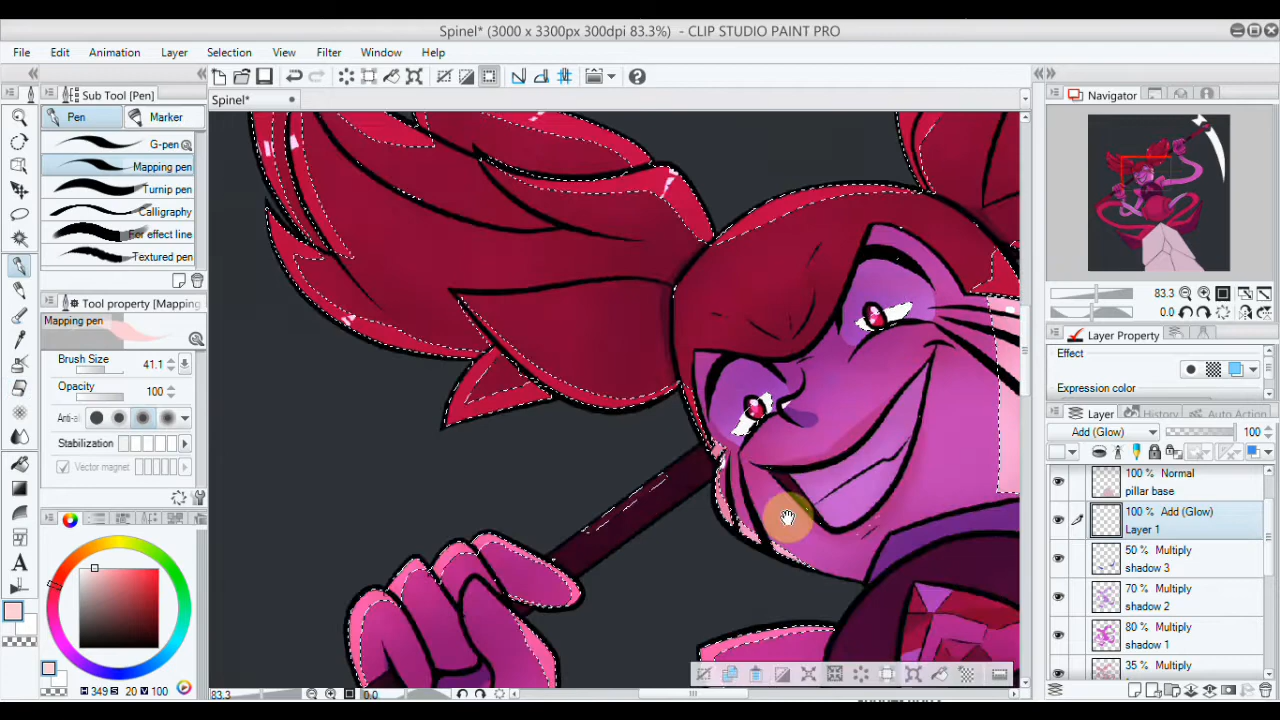 Spinel* (3000 x 3300px 300dpi 83.3%) - CLIP STUDIO PAINT PRO
File Edit Animation Layer Selection View Filter Window Help
Sub Tool [Pen]
Pen Marker
G-pen
Mapping pen
Turnip pen
Calligraphy
For effect line
Textured pen
Tool property [Mapping
Mapping pen
Brush Size 41.1
Opacity 100
Anti-al
Stabilization
Vector magnet
H 349 S 20 V 100
Spinel*
83.3 0.0
Navigator
83.3
0.0
Layer Property
Effect
Expression color
Layer History Auto Action
Add (Glow) 100
100 % Normal
pillar base
100 % Add (Glow)
Layer 1
50 % Multiply
shadow 3
70 % Multiply
shadow 2
80 % Multiply
shadow 1
35 % Multiply